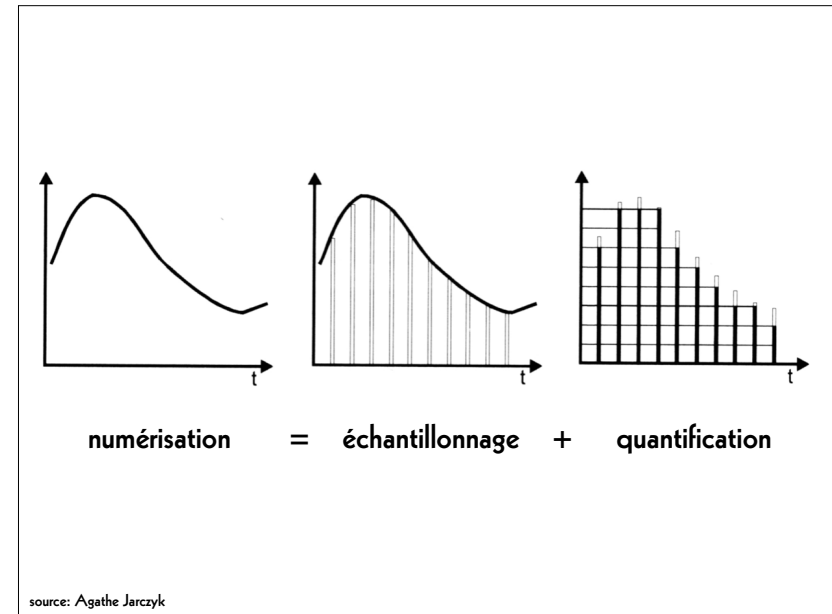 t t t
numérisation = échantillonnage + quantification
source: Agathe Jarczyk